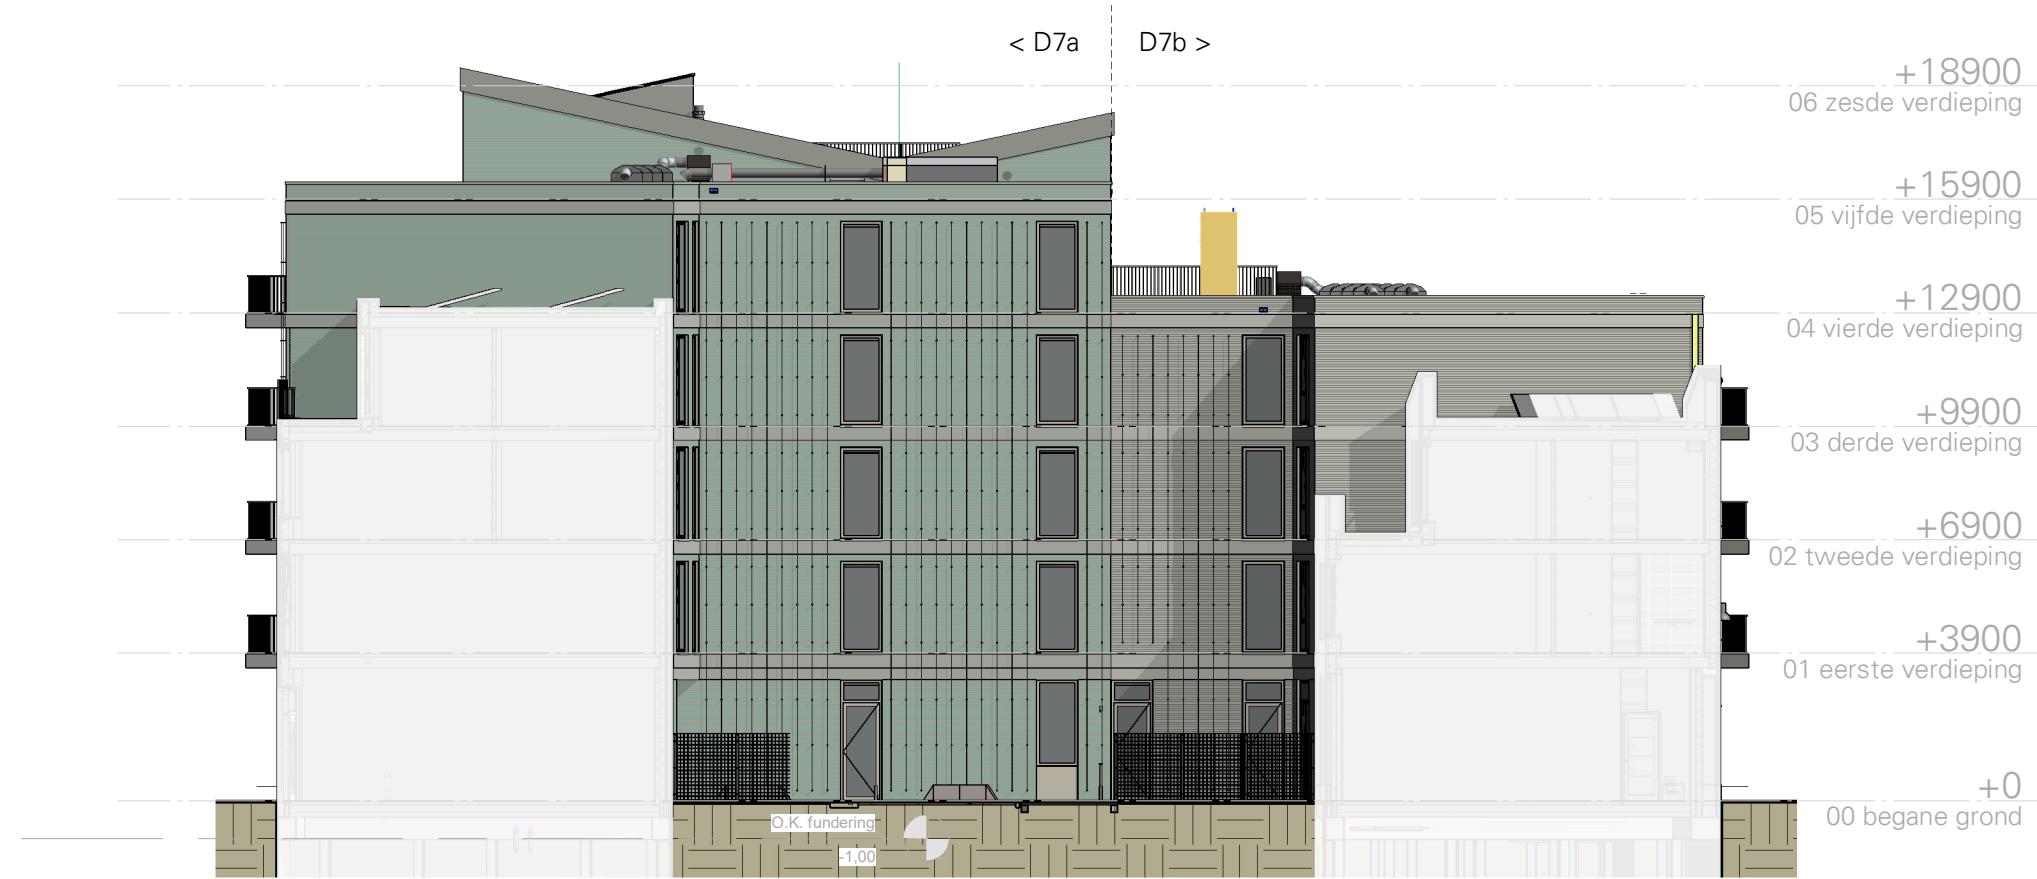 < D7a D7b >
+18900
06 zesde verdieping
+15900
05 vijfde verdieping
+12900
04 vierde verdieping
+9900
03 derde verdieping
+6900
02 tweede verdieping
+3900
01 eerste verdieping
+0
00 begane grond
O.K. fundering
-1,00